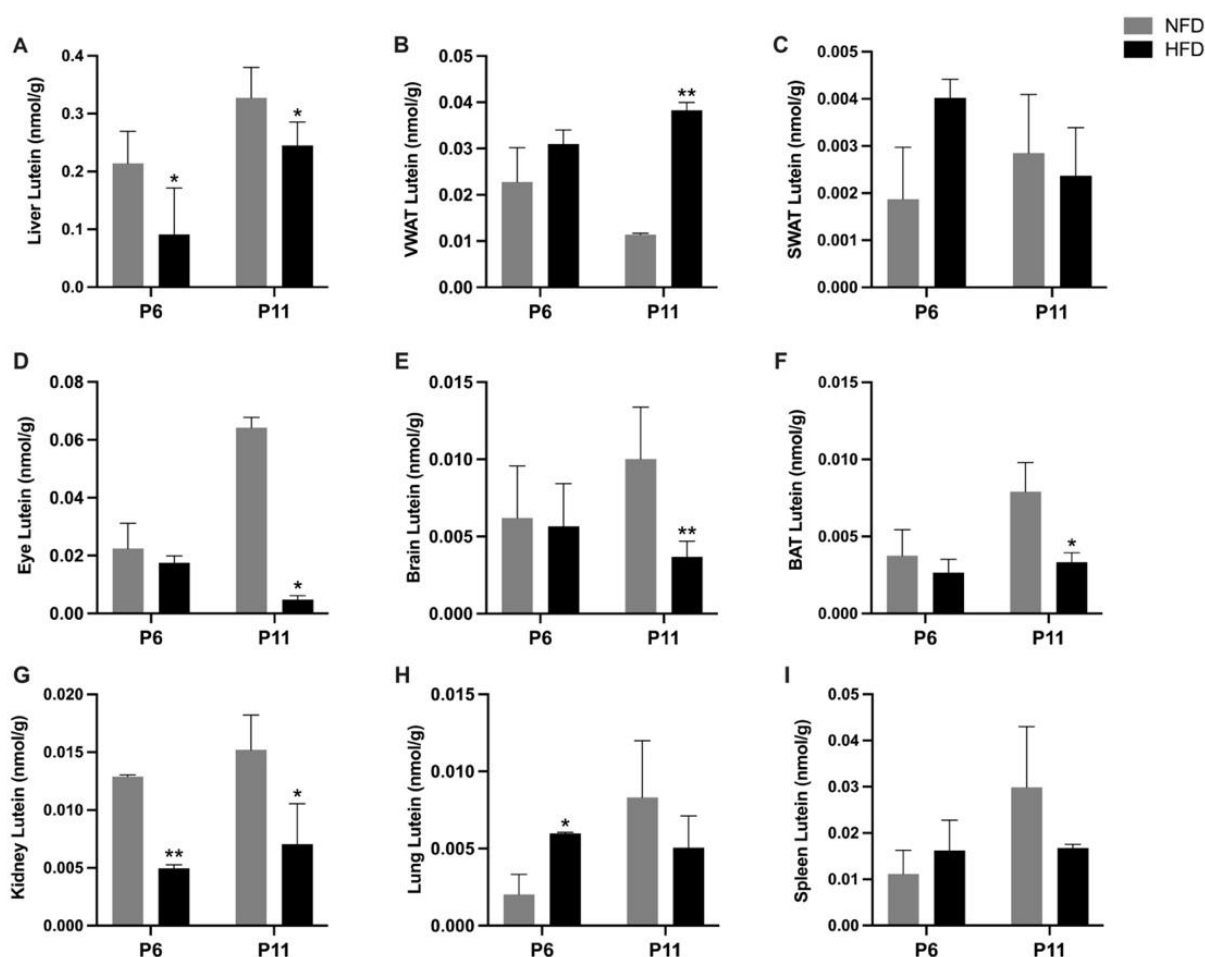 NFD
HFD
A
Liver Lutein (nmol/g)
0.4
0.3
0.2
0.1
0.0
*
*
P6
P11
B
VWAT Lutein (nmol/g)
0.05
0.04
0.03
0.02
0.01
0.00
**
P6
P11
C
SWAT Lutein (nmol/g)
0.005
0.004
0.003
0.002
0.001
0.000
P6
P11
D
Eye Lutein (nmol/g)
0.08
0.06
0.04
0.02
0.00
*
P6
P11
E
Brain Lutein (nmol/g)
0.015
0.010
0.005
0.000
**
P6
P11
F
BAT Lutein (nmol/g)
0.015
0.010
0.005
0.000
*
P6
P11
G
Kidney Lutein (nmol/g)
0.020
0.015
0.010
0.005
0.000
**
*
P6
P11
H
Lung Lutein (nmol/g)
0.015
0.010
0.005
0.000
*
P6
P11
I
Spleen Lutein (nmol/g)
0.05
0.04
0.03
0.02
0.01
0.00
P6
P11